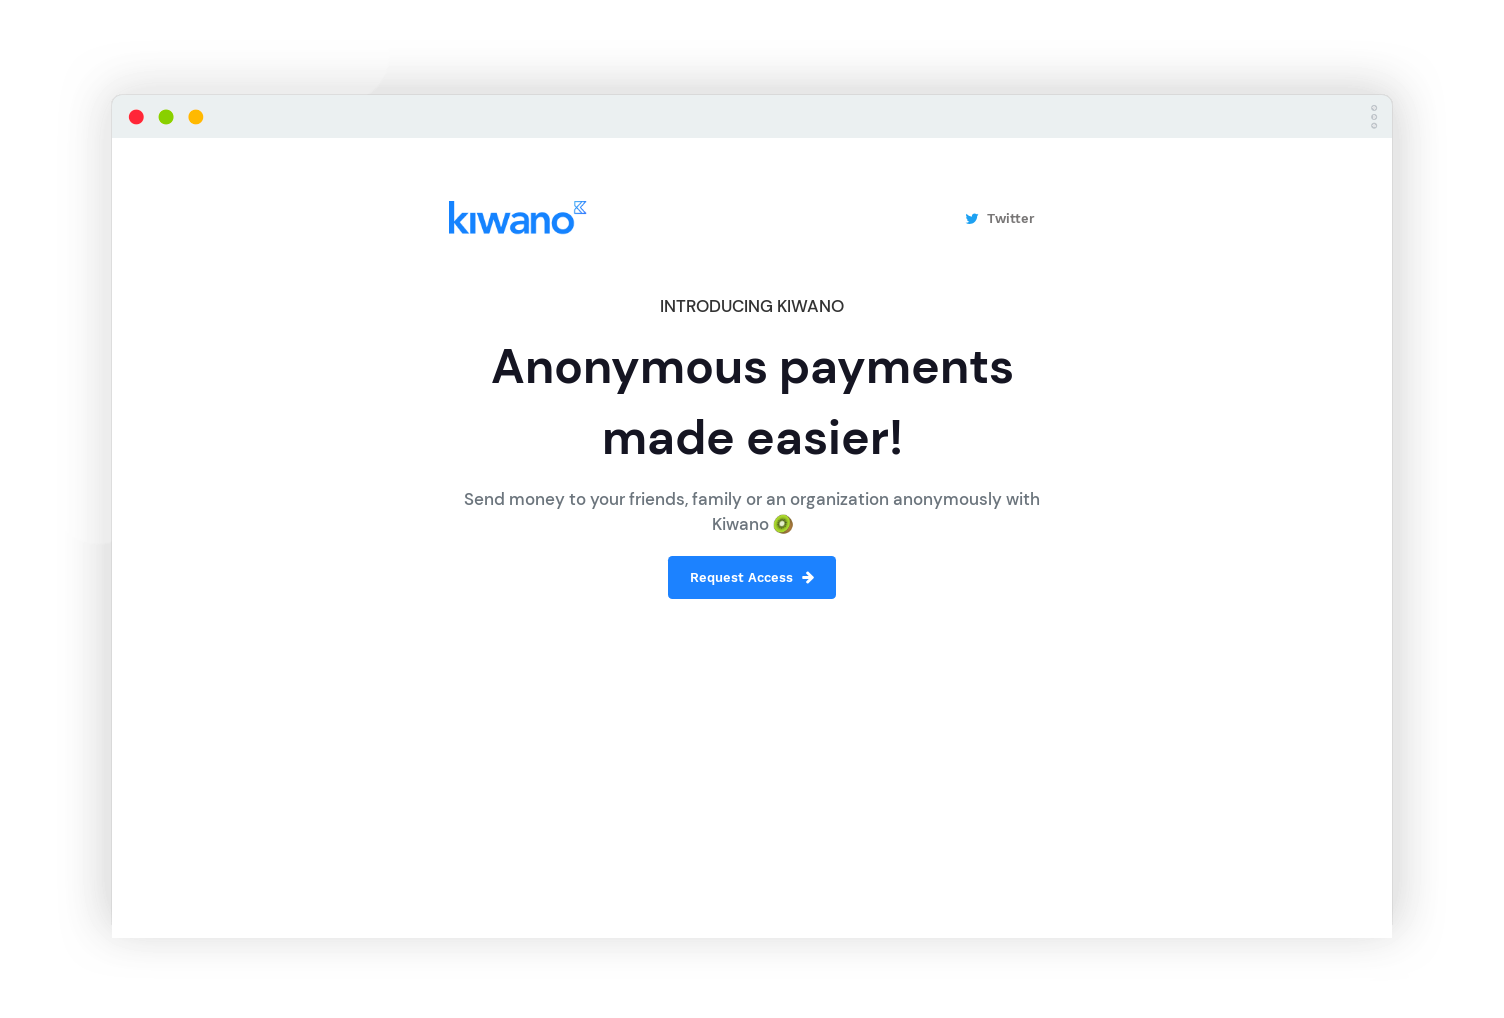 kiwano
Twitter
INTRODUCING KIWANO
Anonymous payments
made easier!
Send money to your friends, family or an organization anonymously with
Kiwano 🥝
Request Access